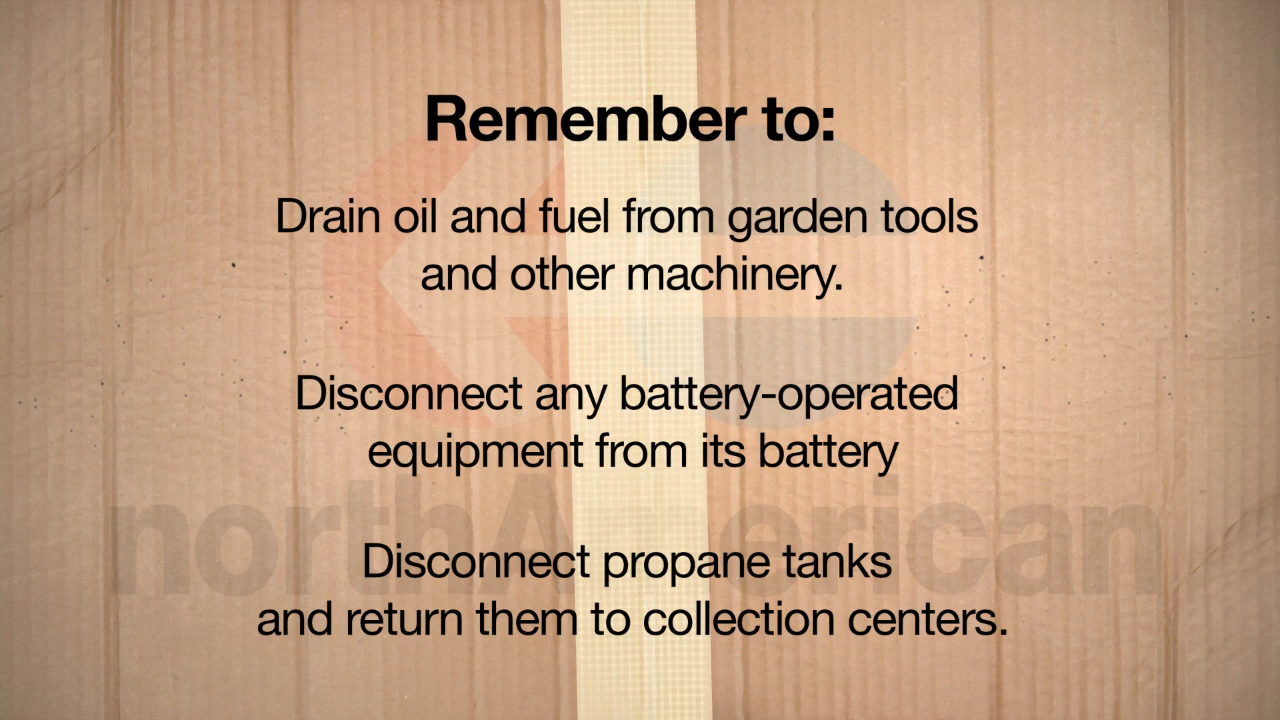 Remember to:
Drain oil and fuel from garden tools
and other machinery.
Disconnect any battery-operated
equipment from its battery
northAmerican
Disconnect propane tanks
and return them to collection centers.